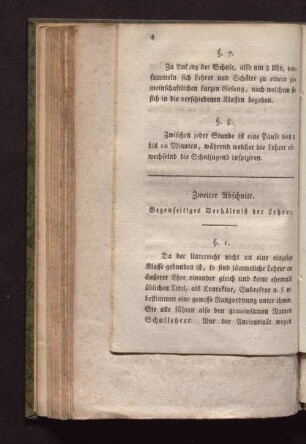 4
§. 7.
Zu Anfang der Schule, also um 8 Uhr, ver-
sammeln sich Lehrer und Schüler zu einem ge-
meinschaftlichen kurzen Gesang, nach welchem sie
sich in die verschiedenen Klassen begeben.
§. 8.
Zwischen jeder Stunde ist eine Pause von 5
bis 10 Minuten, während welcher die Lehrer ab-
wechselnd die Schuljugend inspiziren.
Zweiter Abschnitt.
Gegenseitiges Verhältniß der Lehrer.
§. 1.
Da der Unterricht nicht an eine einzelne
Klasse gebunden ist, so sind sämmtliche Lehrer an
äußerer Ehre einander gleich und keine ehemals
üblichen Titel, als Konrektor, Subrektor u. s. w.
bestimmen eine gewisse Rangordnung unter ihnen.
Sie alle führen also den gemeinsamen Namen
Schullehrer. Nur der Anciennität wegen